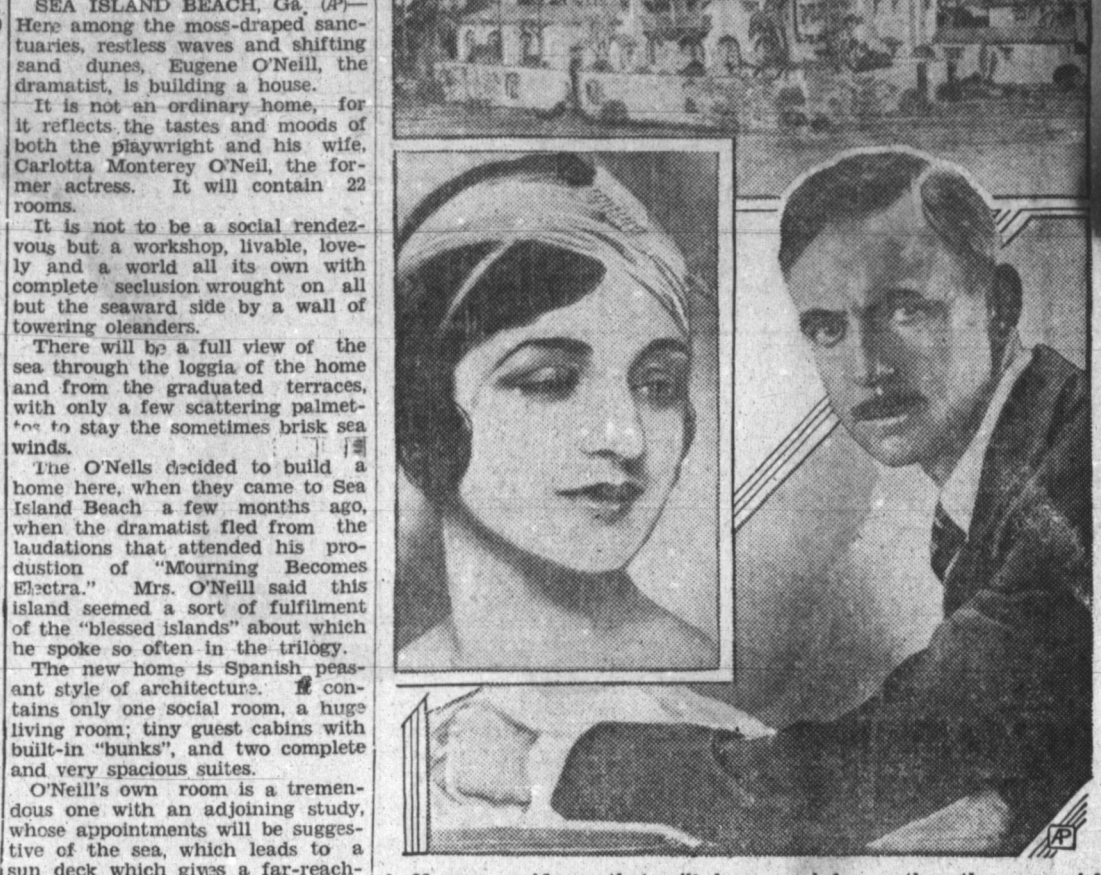 SEA ISLAND BEACH, Ga. (AP)—
Here among the moss-draped sanc-
tuaries, restless waves and shifting
sand dunes, Eugene O'Neill, the
dramatist, is building a house.
It is not an ordinary home, for
it reflects the tastes and moods of
both the playwright and his wife,
Carlotta Monterey O'Neil, the for-
mer actress. It will contain 22
rooms.
It is not to be a social rendez-
vous but a workshop, livable, love-
ly and a world all its own with
complete seclusion wrought on all
but the seaward side by a wall of
towering oleanders.
There will be a full view of the
sea through the loggia of the home
and from the graduated terraces,
with only a few scattering palmet-
tos to stay the sometimes brisk sea
winds.
The O'Neils decided to build a
home here, when they came to Sea
Island Beach a few months ago,
when the dramatist fled from the
laudations that attended his pro-
dustion of "Mourning Becomes
Electra." Mrs. O'Neill said this
island seemed a sort of fulfilment
of the "blessed islands" about which
he spoke so often in the trilogy.
The new home is Spanish peas-
ant style of architecture. It con-
tains only one social room, a huge
living room; tiny guest cabins with
built-in "bunks", and two complete
and very spacious suites.
O'Neill's own room is a tremen-
dous one with an adjoining study,
whose appointments will be sugges-
tive of the sea, which leads to a
sun deck which gives a far-reach-
AP